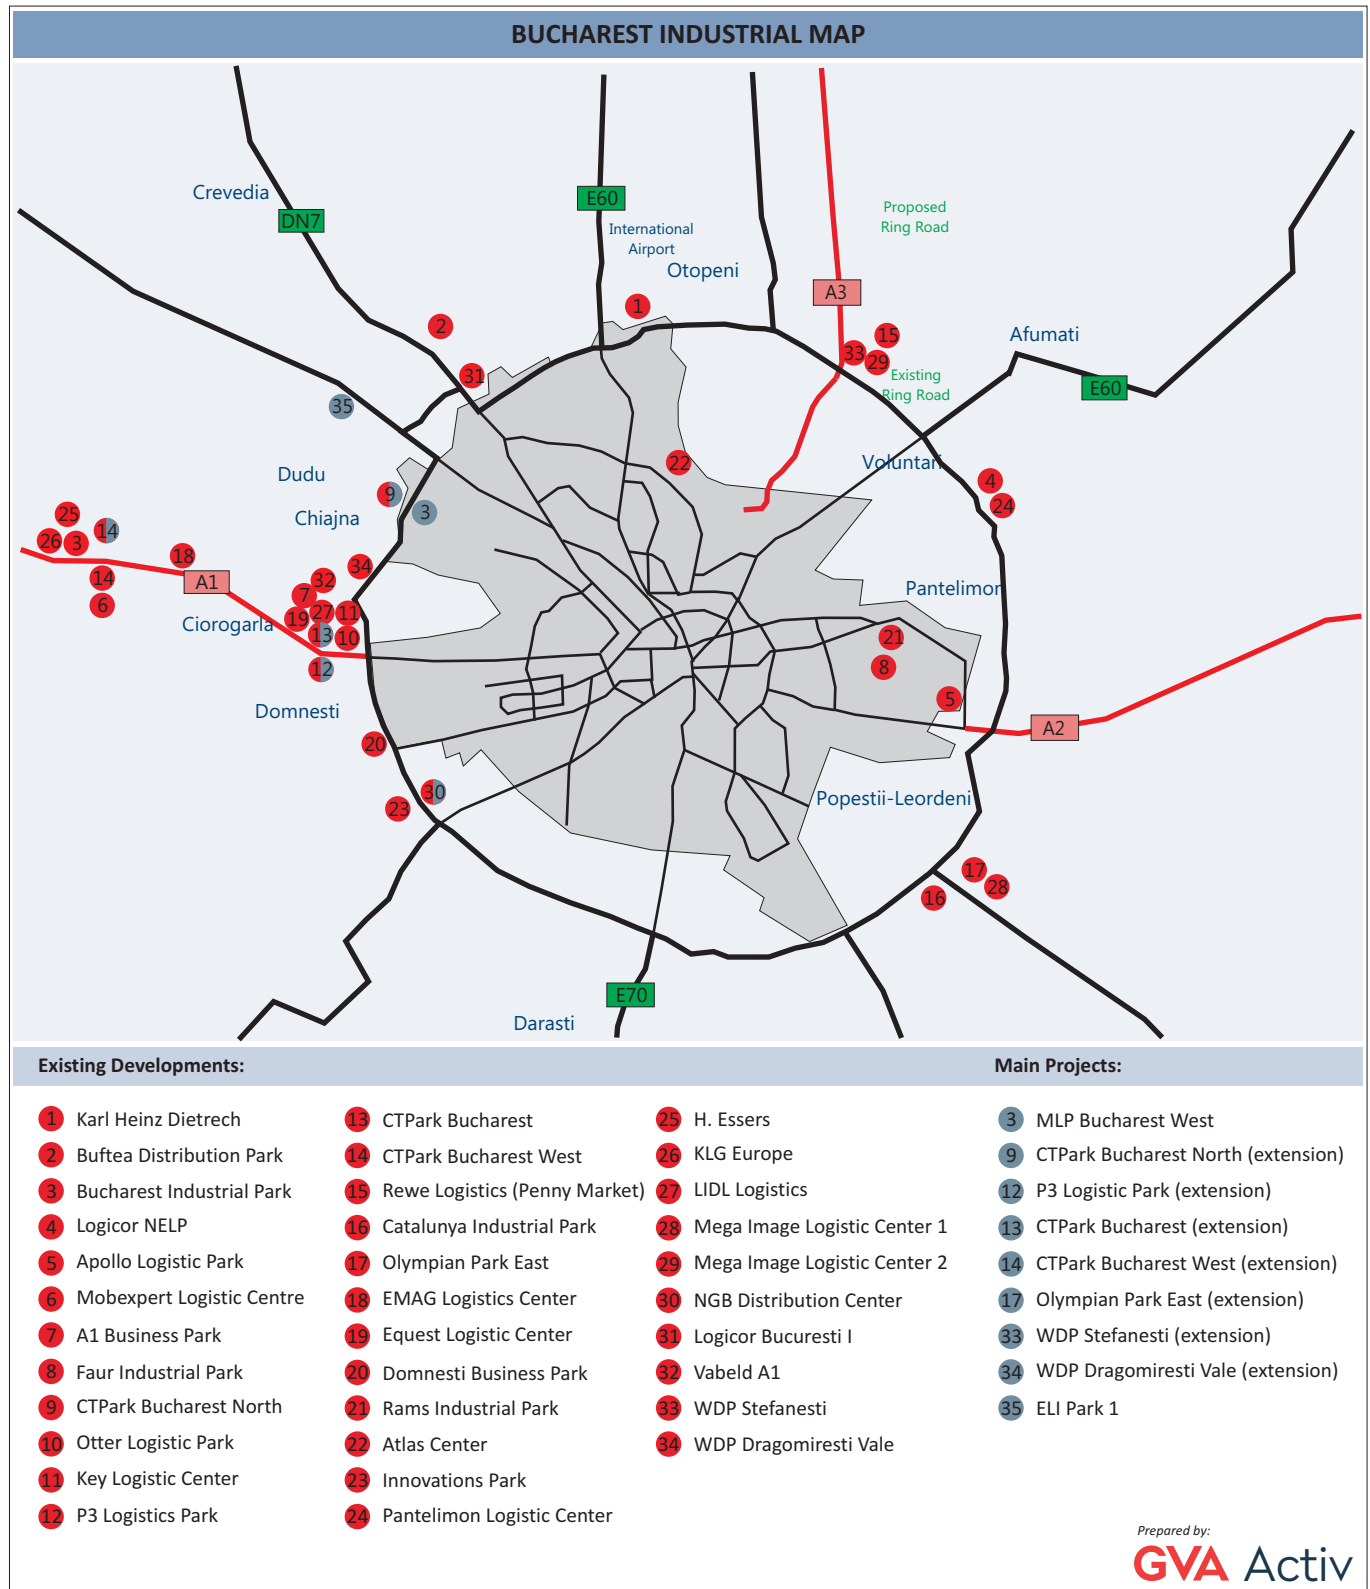 BUCHAREST INDUSTRIAL MAP
Crevedia
DN7
E60
International
Airport
Otopeni
Proposed
Ring Road
A3
1
2
15
33
29
Afumati
31
Existing
Ring Road
E60
35
22
Voluntari
Dudu
9
3
4
24
Chiajna
25
26
3
14
18
34
14
A1
32
Pantelimon
6
7
19
27
11
Ciorogarla
13
10
21
12
8
Domnesti
5
A2
20
30
23
Popestii-Leordeni
17
28
16
E70
Darasti
Existing Developments:
1 Karl Heinz Dietrech
2 Buftea Distribution Park
3 Bucharest Industrial Park
4 Logicor NELP
5 Apollo Logistic Park
6 Mobexpert Logistic Centre
7 A1 Business Park
8 Faur Industrial Park
9 CTPark Bucharest North
10 Otter Logistic Park
11 Key Logistic Center
12 P3 Logistics Park
13 CTPark Bucharest
14 CTPark Bucharest West
15 Rewe Logistics (Penny Market)
16 Catalunya Industrial Park
17 Olympian Park East
18 EMAG Logistics Center
19 Equest Logistic Center
20 Domnesti Business Park
21 Rams Industrial Park
22 Atlas Center
23 Innovations Park
24 Pantelimon Logistic Center
25 H. Essers
26 KLG Europe
27 LIDL Logistics
28 Mega Image Logistic Center 1
29 Mega Image Logistic Center 2
30 NGB Distribution Center
31 Logicor Bucuresti I
32 Vabeld A1
33 WDP Stefanesti
34 WDP Dragomiresti Vale
Main Projects:
3 MLP Bucharest West
9 CTPark Bucharest North (extension)
12 P3 Logistic Park (extension)
13 CTPark Bucharest (extension)
14 CTPark Bucharest West (extension)
17 Olympian Park East (extension)
33 WDP Stefanesti (extension)
34 WDP Dragomiresti Vale (extension)
35 ELI Park 1
Prepared by:
GVA Activ